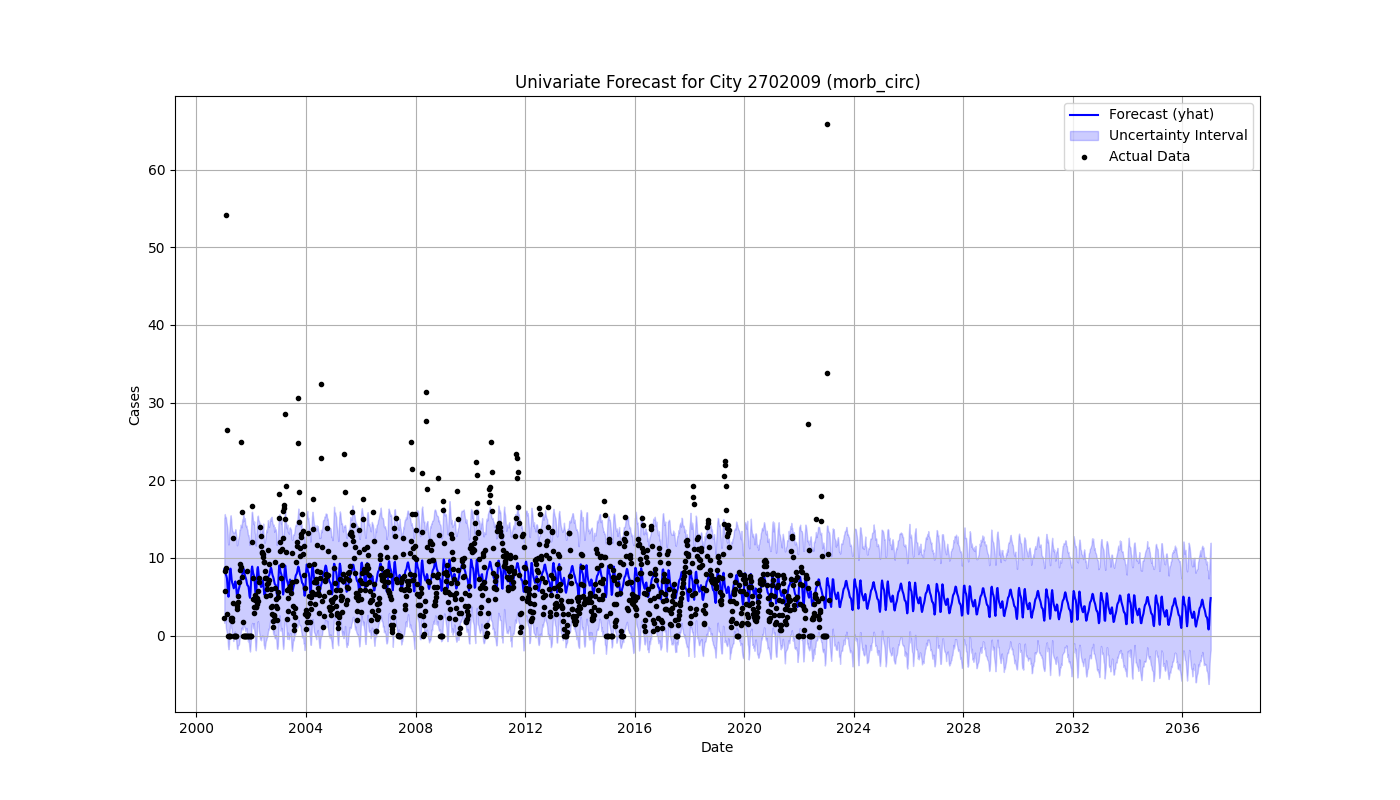 Univariate Forecast for City 2702009 (morb_circ)
Forecast (yhat)
Uncertainty Interval
Actual Data
Cases
60
50
40
30
20
10
0
2000 2004 2008 2012 2016 2020 2024 2028 2032 2036
Date